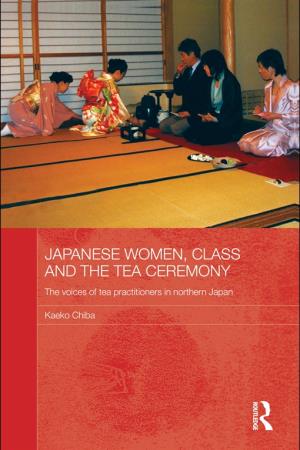 JAPANESE WOMEN, CLASS
AND THE TEA CEREMONY
The voices of tea practitioners in northern Japan
Kaeko Chiba
ROUTLEDGE